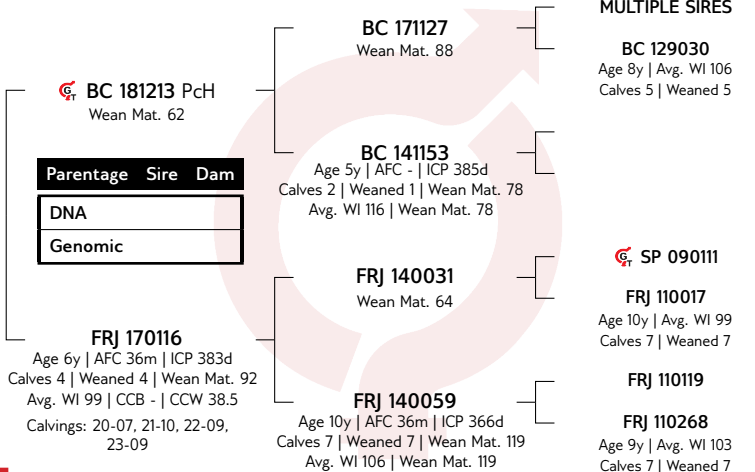 MULTIPLE SIRES
BC 171127
Wean Mat. 88
BC 129030
Age 8y | Avg. WI 106
Calves 5 | Weaned 5
GT BC 181213 PcH
Wean Mat. 62
BC 141153
Age 5y | AFC - | ICP 385d
Calves 2 | Weaned 1 | Wean Mat. 78
Avg. WI 116 | Wean Mat. 78
Parentage Sire Dam
DNA
Genomic
GT SP 090111
FRJ 140031
Wean Mat. 64
FRJ 110017
Age 10y | Avg. WI 99
Calves 7 | Weaned 7
FRJ 170116
Age 6y | AFC 36m | ICP 383d
Calves 4 | Weaned 4 | Wean Mat. 92
Avg. WI 99 | CCB - | CCW 38.5
Calvings: 20-07, 21-10, 22-09,
23-09
FRJ 110119
FRJ 140059
Age 10y | AFC 36m | ICP 366d
Calves 7 | Weaned 7 | Wean Mat. 119
Avg. WI 106 | Wean Mat. 119
FRJ 110268
Age 9y | Avg. WI 103
Calves 7 | Weaned 7